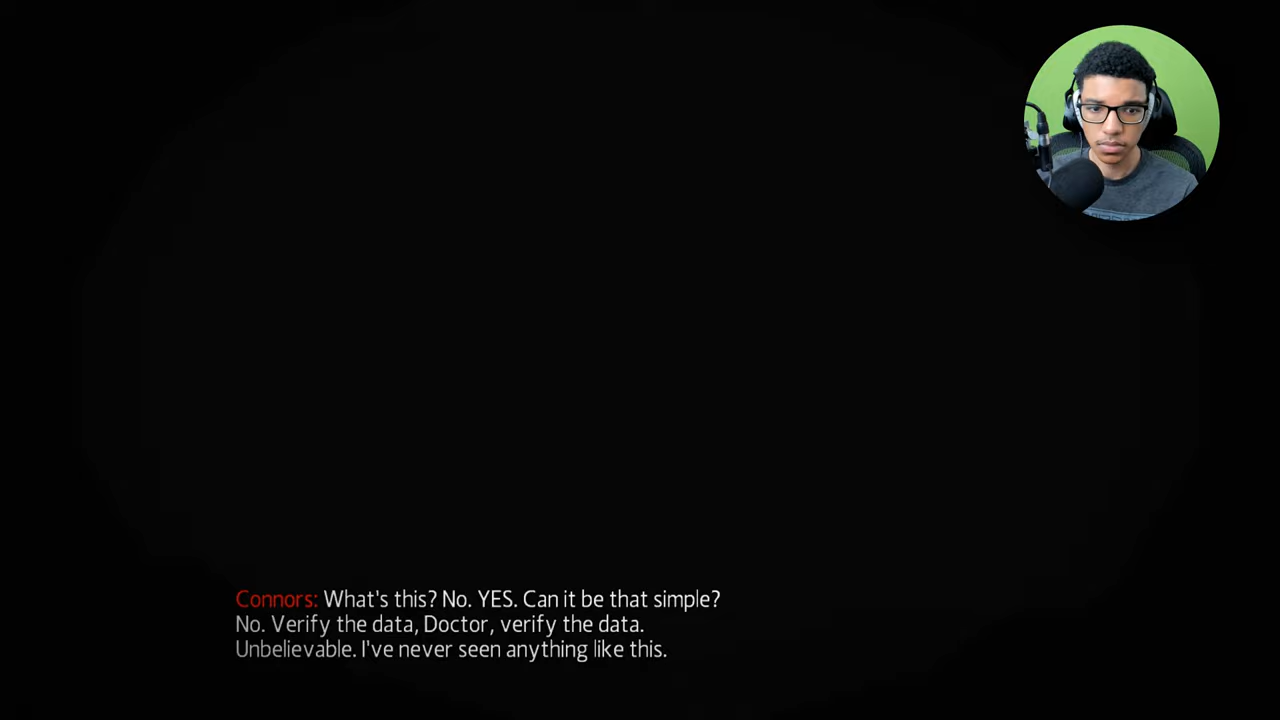 Connors: What's this? No. YES. Can it be that simple?
No. Verify the data, Doctor, verify the data.
Unbelievable. I've never seen anything like this.